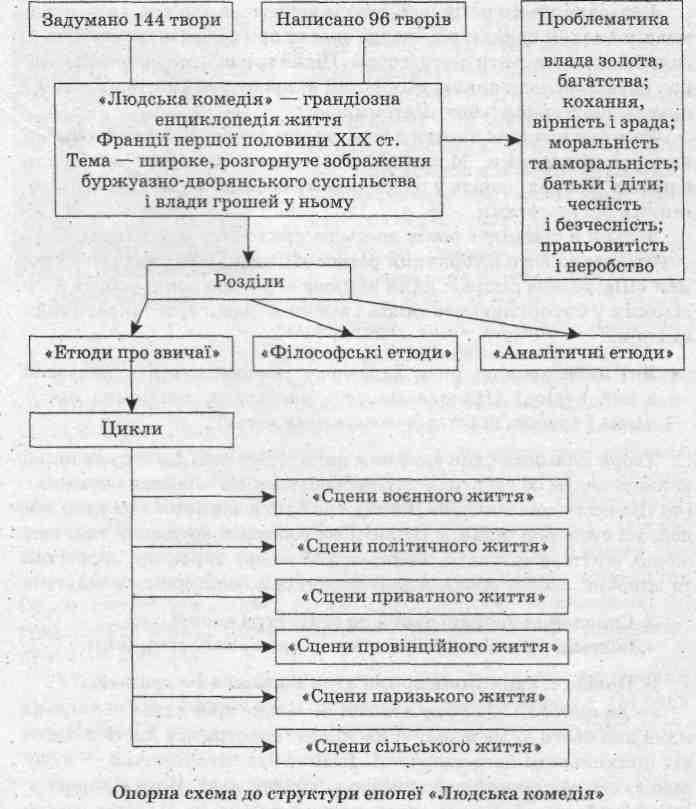 Задумано 144 твори
Написано 96 творів
Проблематика
влада золота,
багатства;
кохання,
вірність і зрада;
моральність
та аморальність;
батьки і діти;
чесність
і безчесність;
працьовитість
і неробство
«Людська комедія» — грандіозна
енциклопедія життя
Франції першої половини XIX ст.
Тема — широке, розгорнуте зображення
буржуазно-дворянського суспільства
і влади грошей у ньому
Розділи
«Етюди про звичаї»
«Філософські етюди»
«Аналітичні етюди»
Цикли
«Сцени воєнного життя»
«Сцени політичного життя»
«Сцени приватного життя»
«Сцени провінційного життя»
«Сцени паризького життя»
«Сцени сільського життя»
Опорна схема до структури епопеї «Людська комедія»